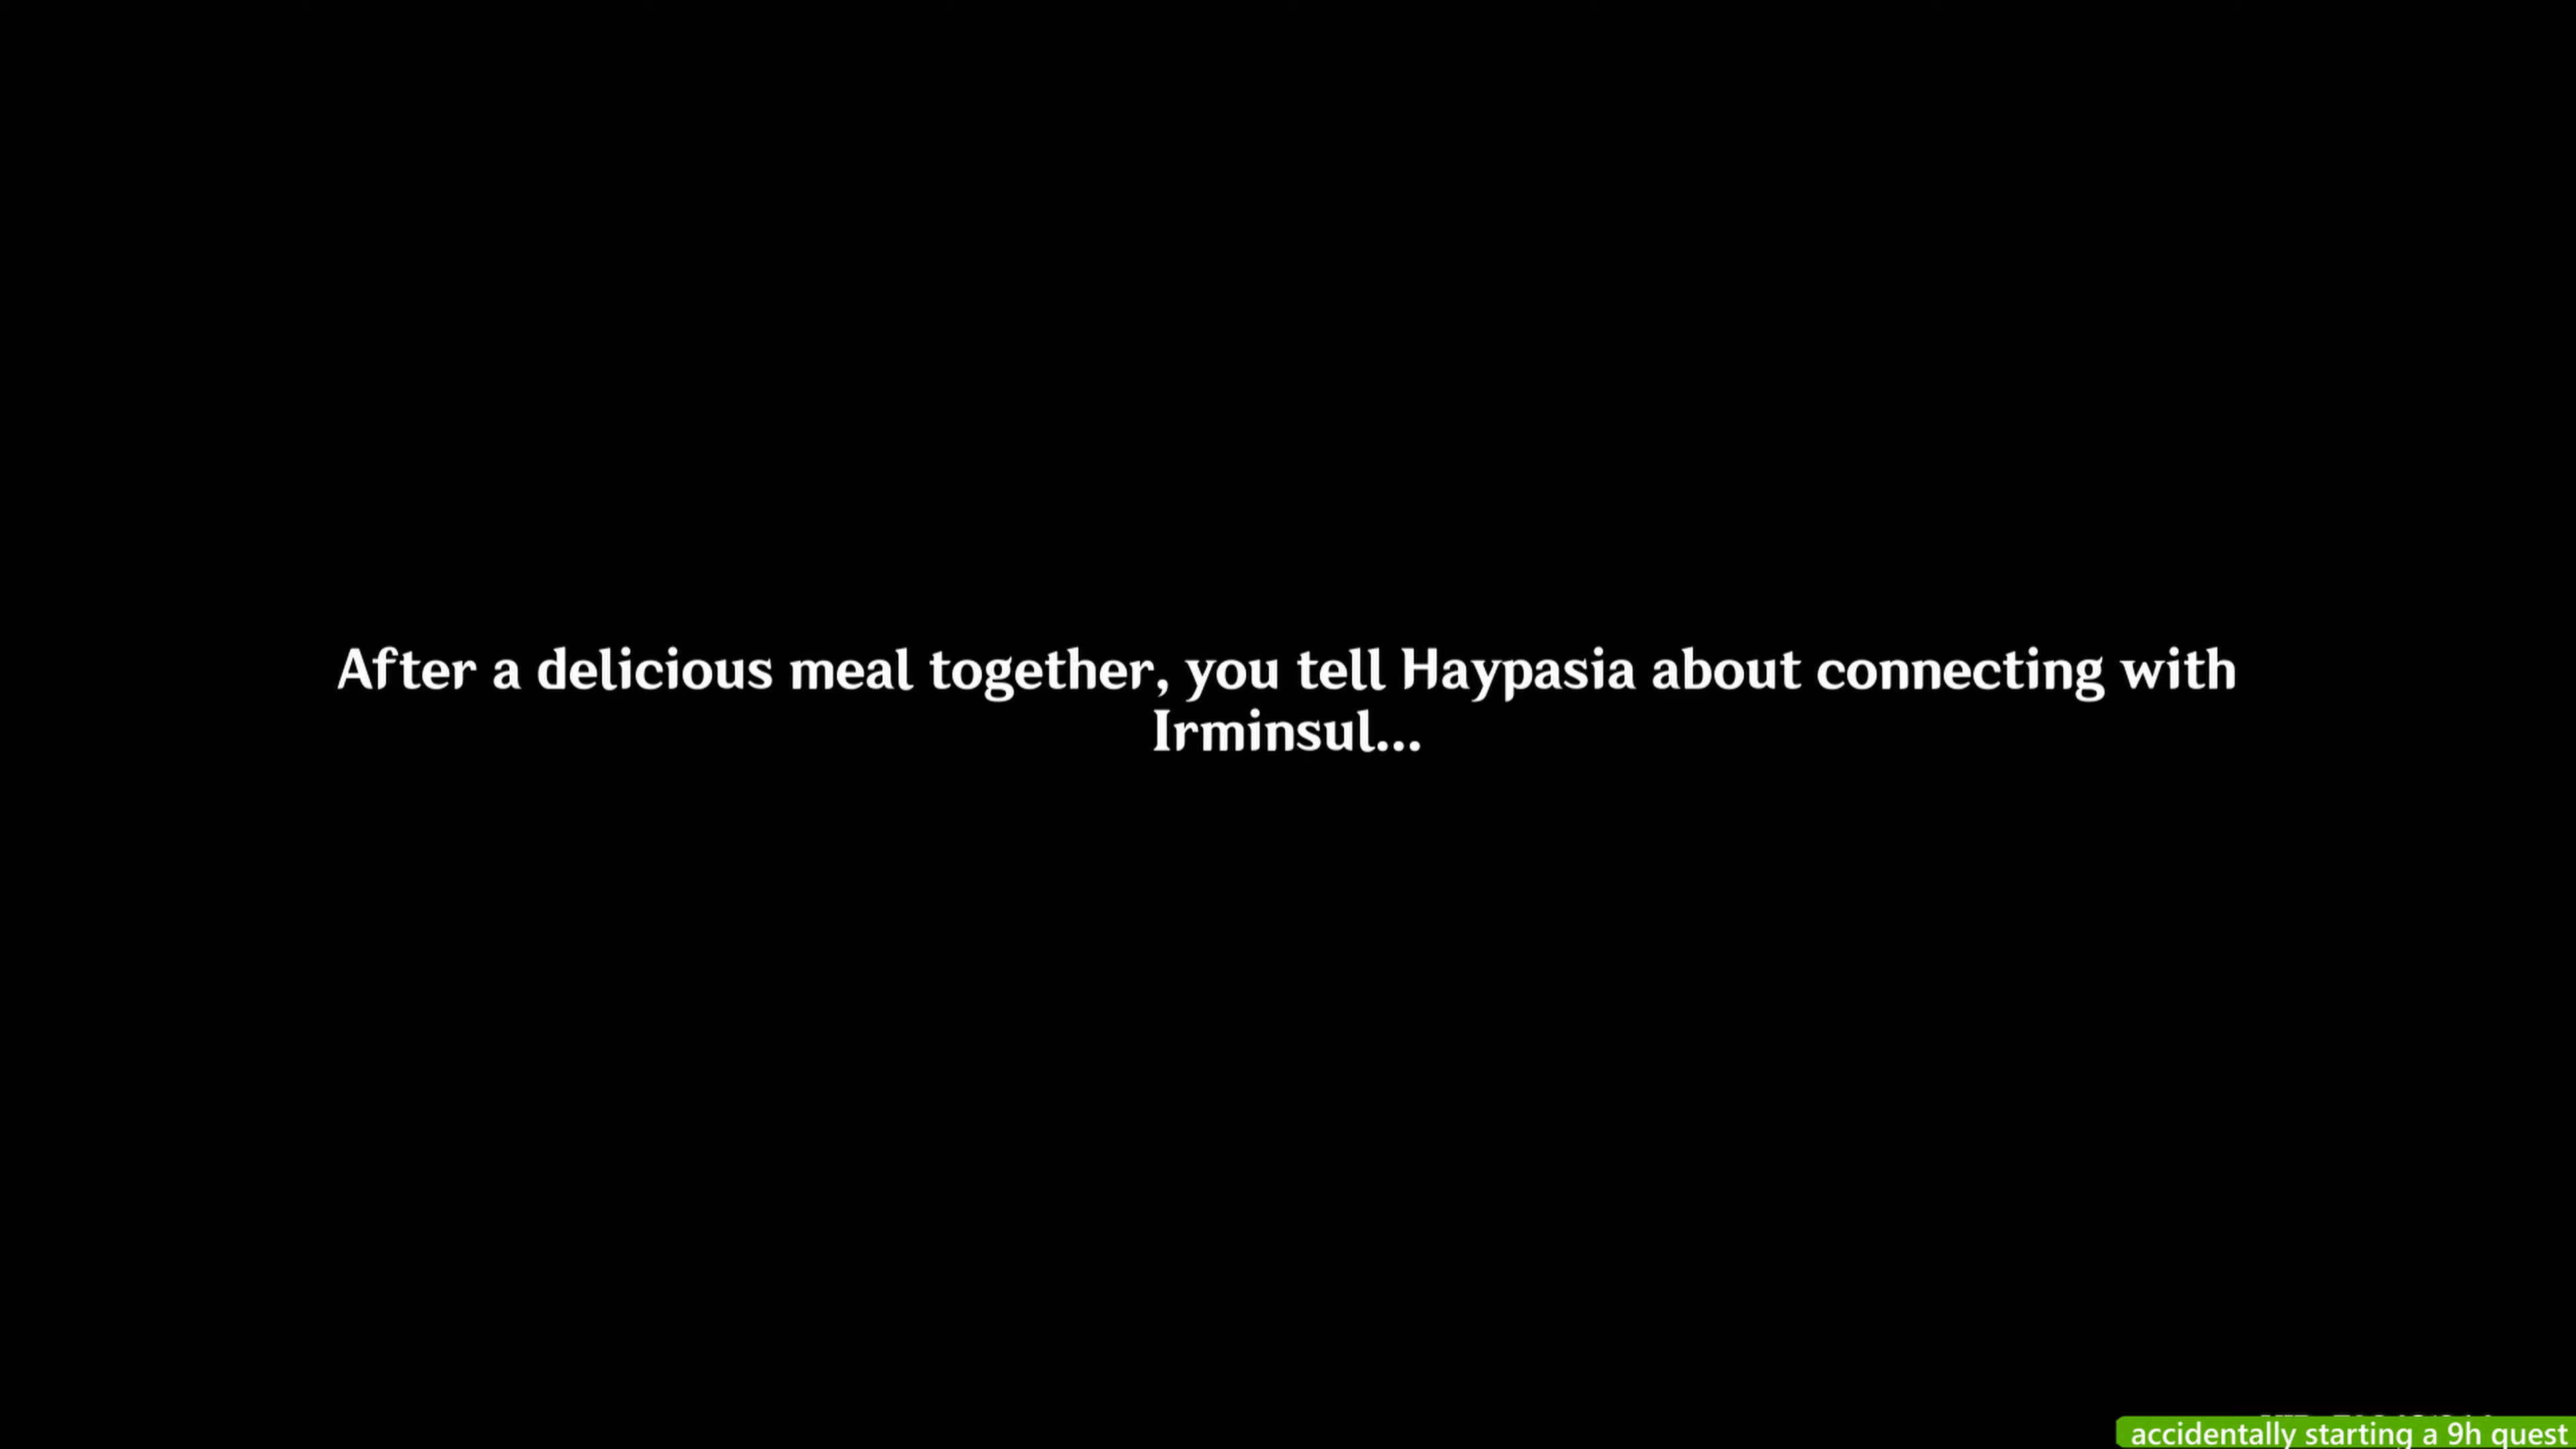 After a delicious meal together, you tell Haypasia about connecting with
Irminsul...
accidentally starting a 9h quest